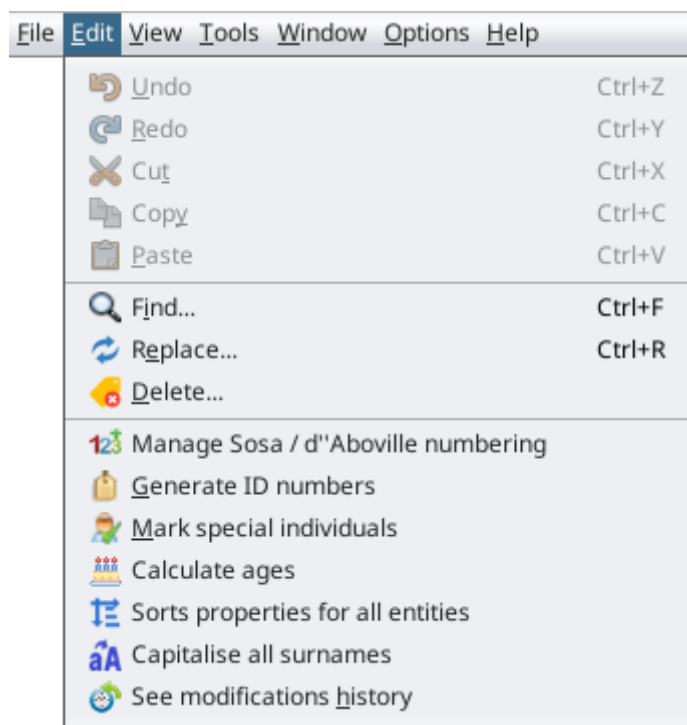 File Edit View Tools Window Options Help
Undo Ctrl+Z
Redo Ctrl+Y
Cut Ctrl+X
Copy Ctrl+C
Paste Ctrl+V
Find... Ctrl+F
Replace... Ctrl+R
Delete...
Manage Sosa / d''Aboville numbering
Generate ID numbers
Mark special individuals
Calculate ages
Sorts properties for all entities
Capitalise all surnames
See modifications history